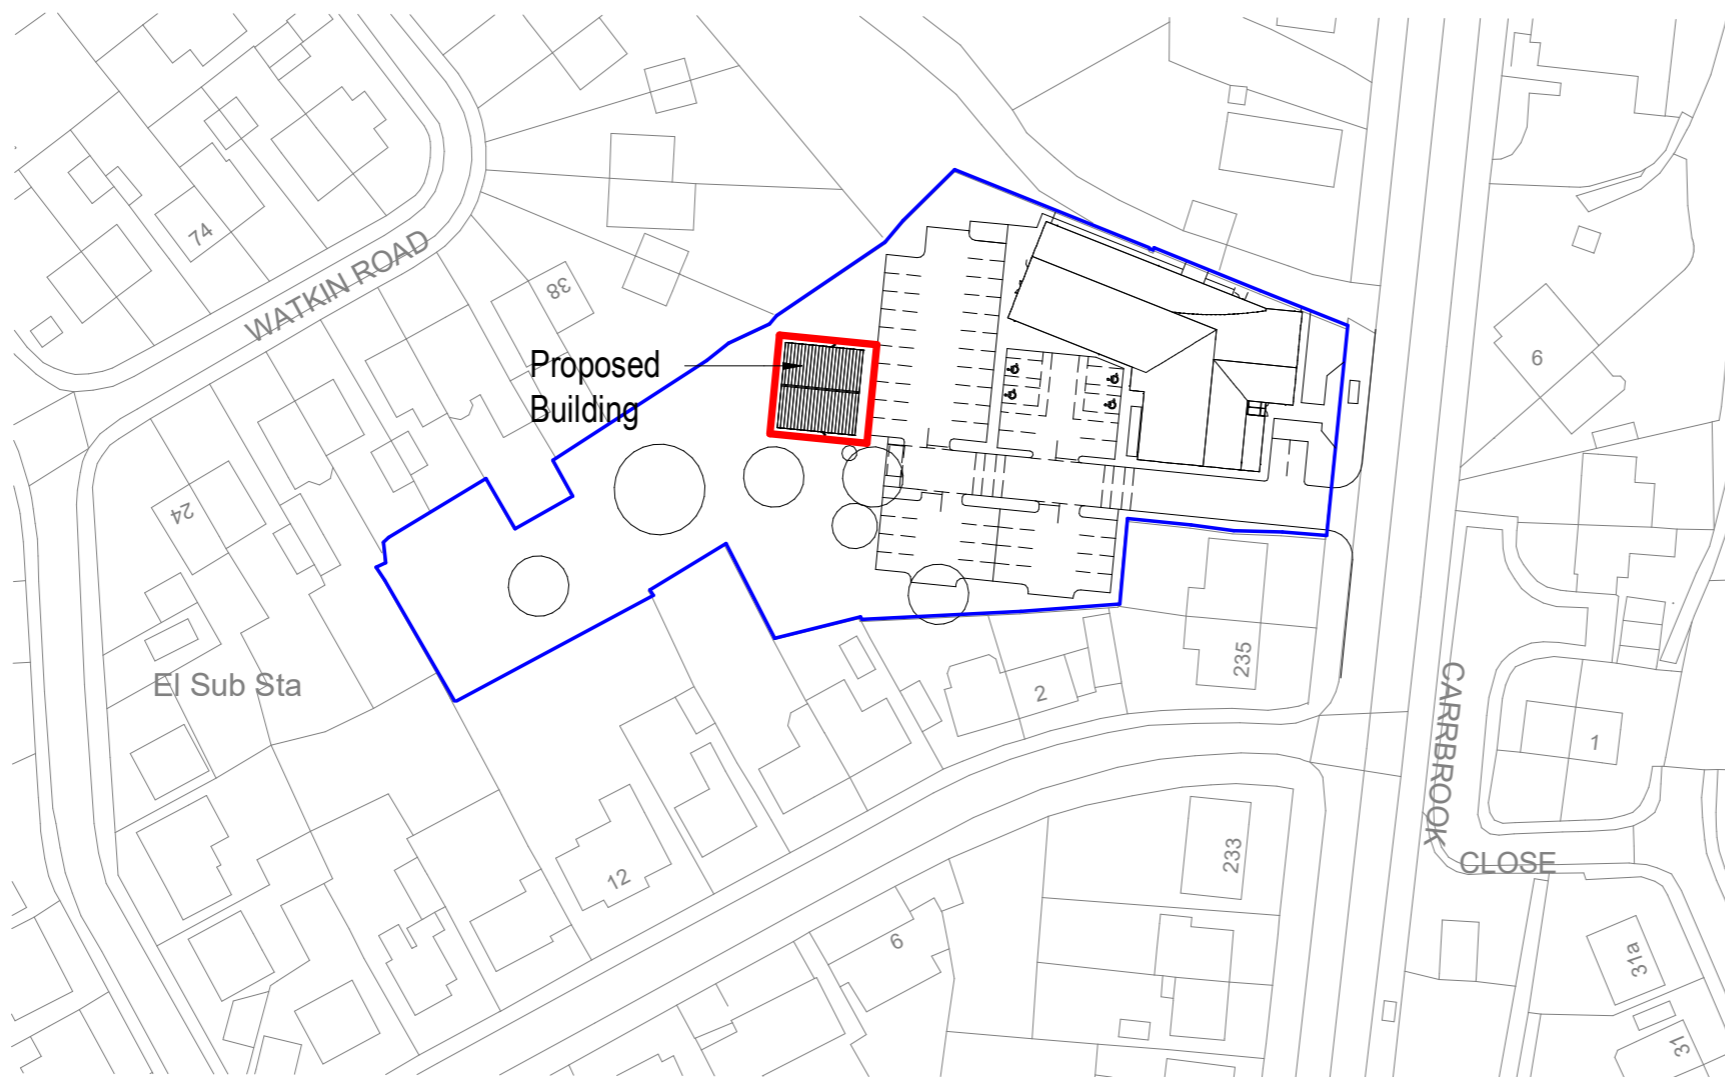 74
WATKIN ROAD
38
Proposed
Building
6
24
El Sub Sta
235
2
CARRBROOK
CLOSE
1
12
233
6
31a
31